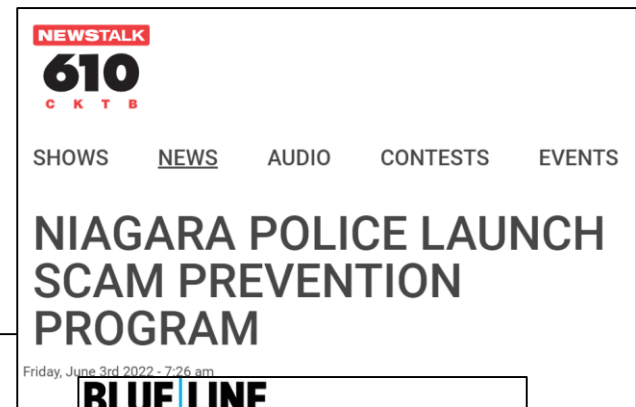 NEWSTALK
610
CKTB
SHOWS NEWS AUDIO CONTESTS EVENTS
NIAGARA POLICE LAUNCH
SCAM PREVENTION
PROGRAM
Friday, June 3rd 2022 - 7:26 am
BLUE LINE